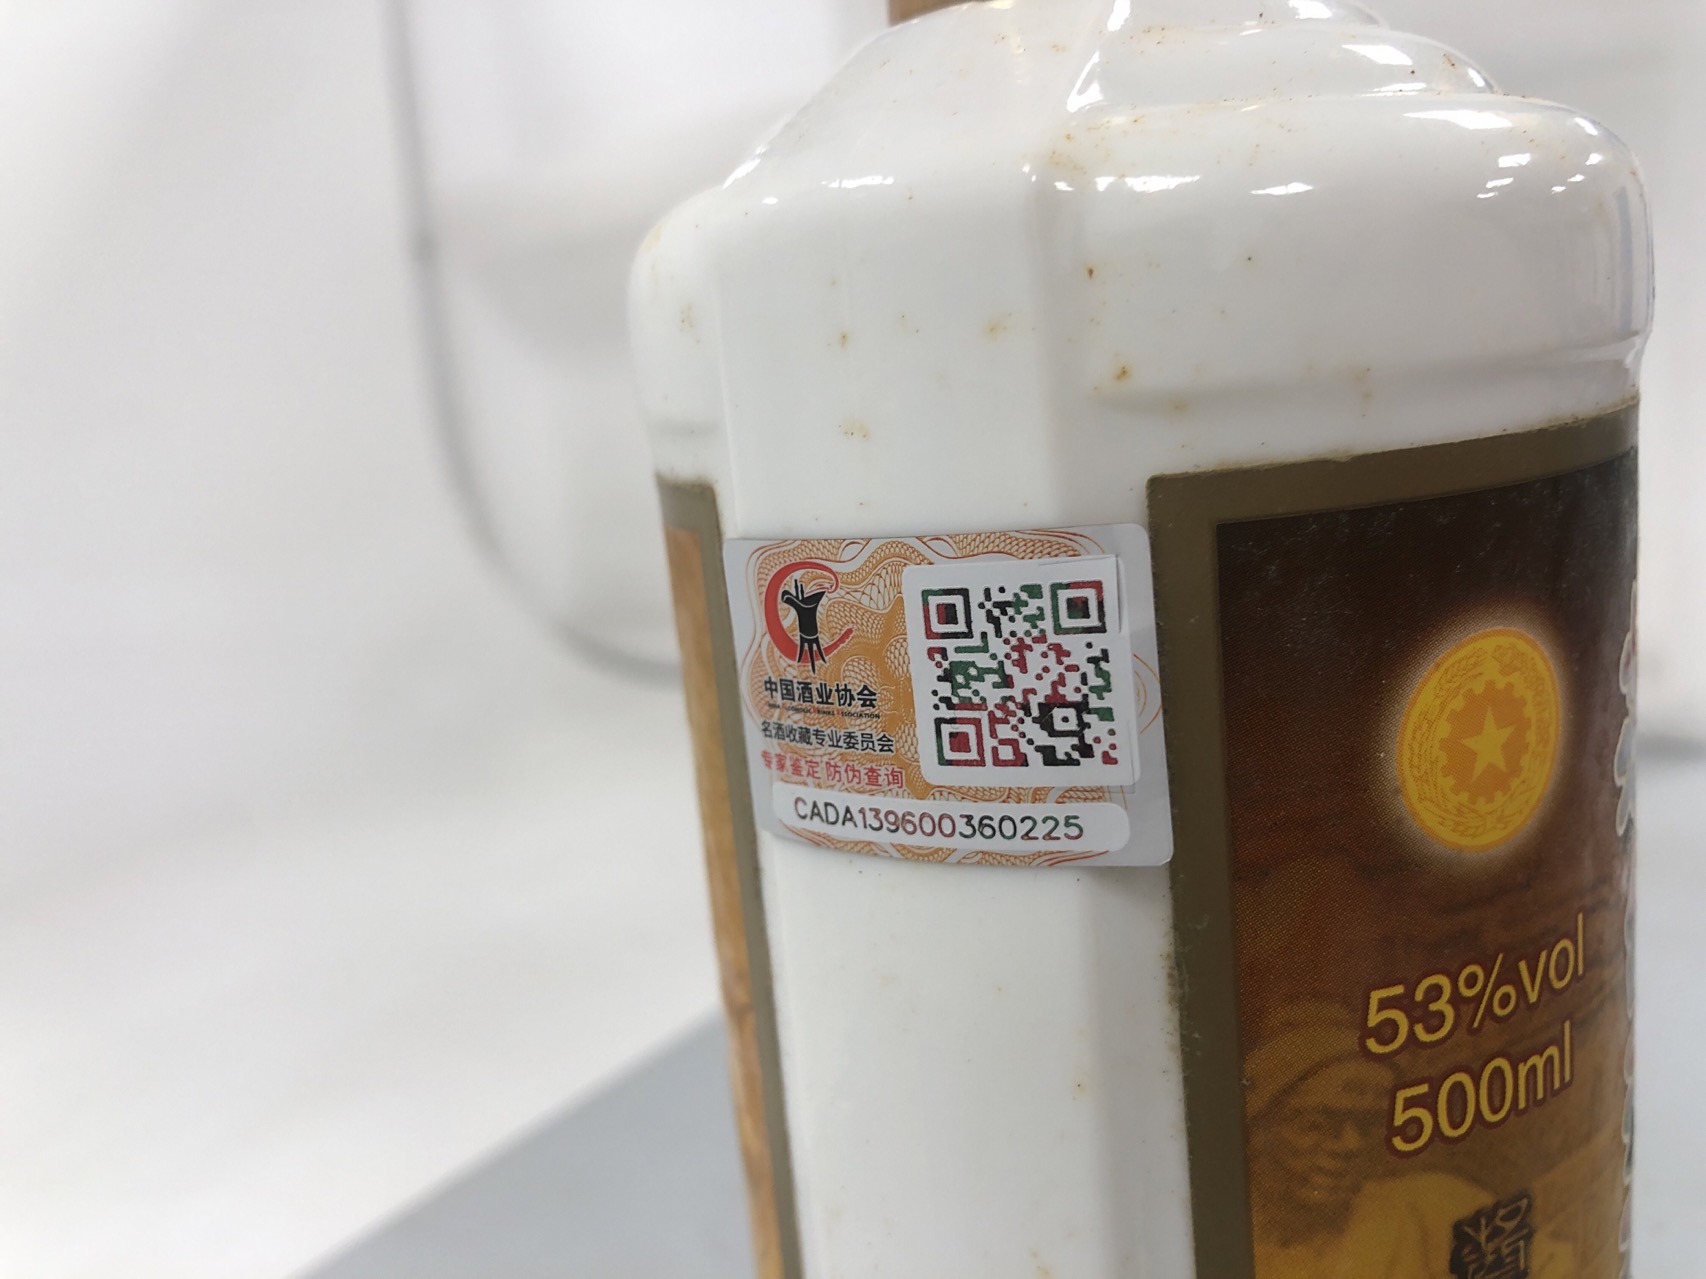 中国酒业协会
名酒收藏专业委员会
专家鉴定 防伪查询
CADA139600360225
53%vol
500ml